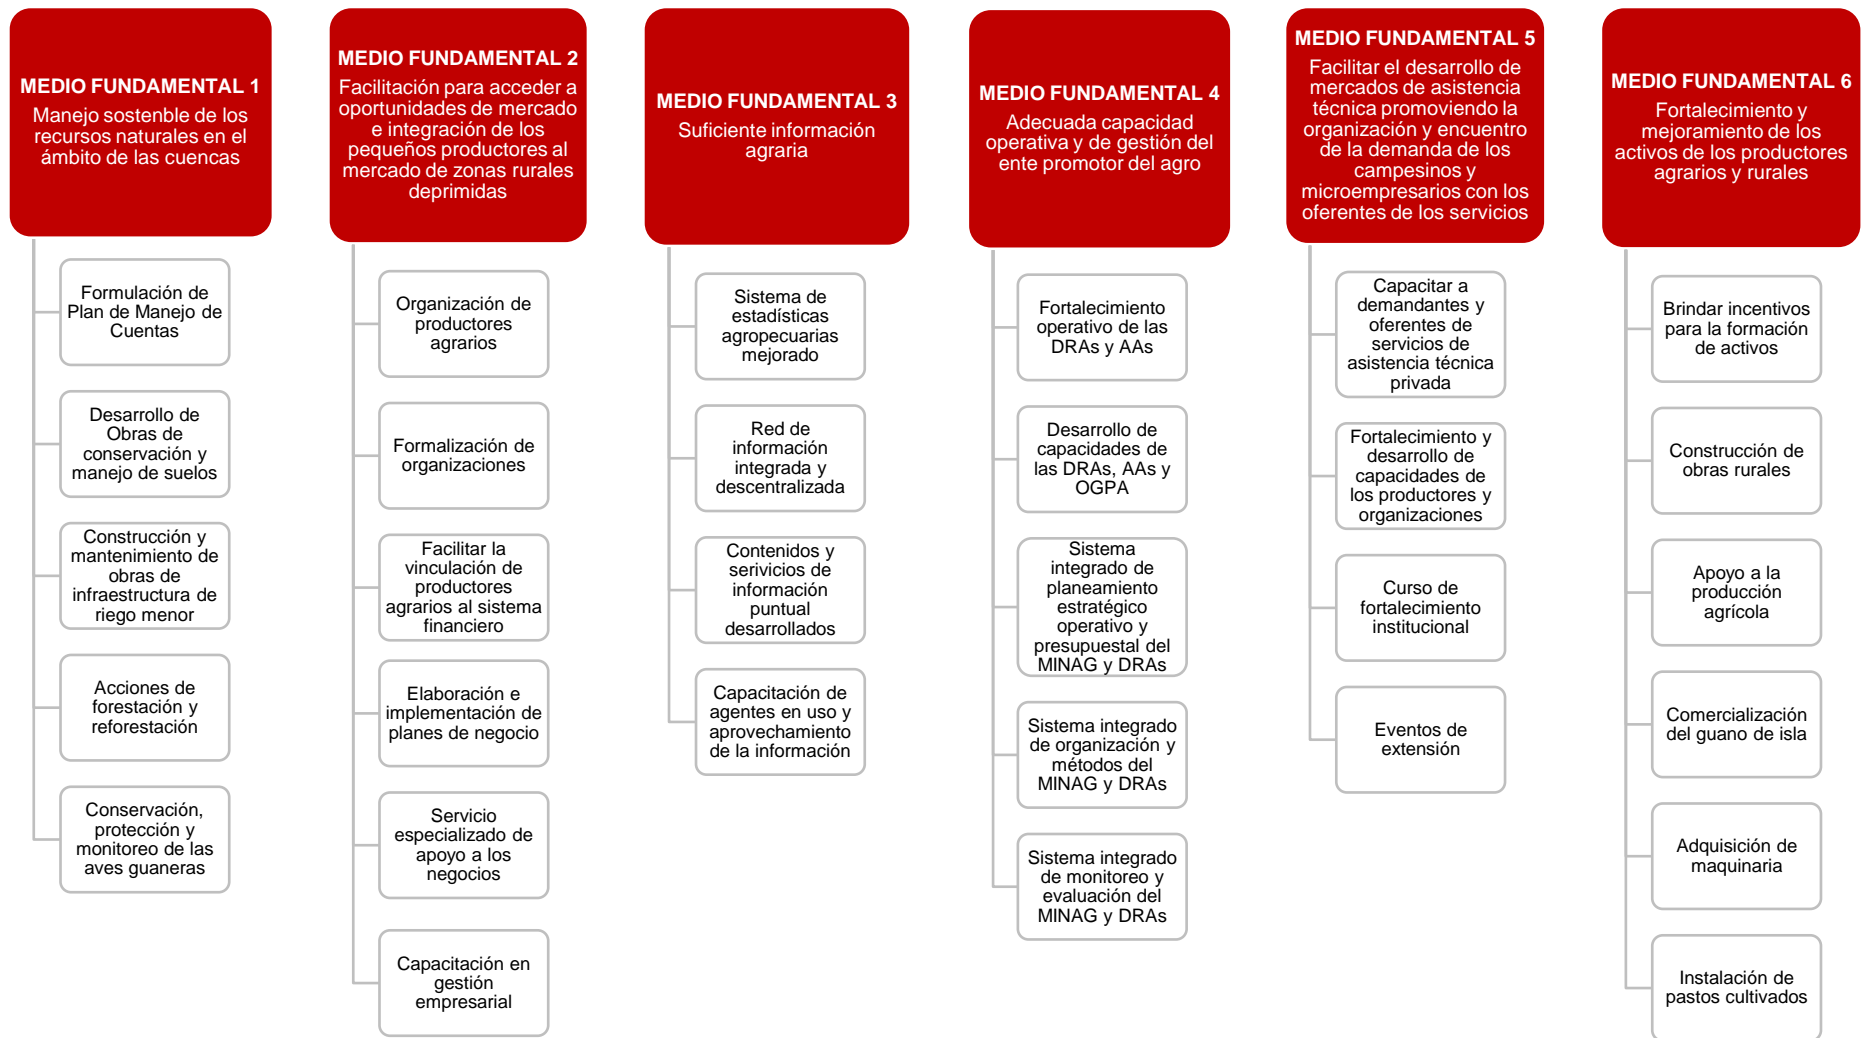 MEDIO FUNDAMENTAL 1
Manejo sostenble de los
recursos naturales en el
ámbito de las cuencas
Formulación de
Plan de Manejo de
Cuentas
Desarrollo de
Obras de
conservación y
manejo de suelos
Construcción y
mantenimiento de
obras de
infraestructura de
riego menor
Acciones de
forestación y
reforestación
Conservación,
protección y
monitoreo de las
aves guaneras
MEDIO FUNDAMENTAL 2
Facilitación para acceder a
oportunidades de mercado
e integración de los
pequeños productores al
mercado de zonas rurales
deprimidas
Organización de
productores
agrarios
Formalización de
organizaciones
Facilitar la
vinculación de
productores
agrarios al sistema
financiero
Elaboración e
implementación de
planes de negocio
Servicio
especializado de
apoyo a los
negocios
Capacitación en
gestión
empresarial
MEDIO FUNDAMENTAL 3
Suficiente información
agraria
Sistema de
estadísticas
agropecuarias
mejorado
Red de
información
integrada y
descentralizada
Contenidos y
serivicios de
información
puntual
desarrollados
Capacitación de
agentes en uso y
aprovechamiento
de la información
MEDIO FUNDAMENTAL 4
Adecuada capacidad
operativa y de gestión del
ente promotor del agro
Fortalecimiento
operativo de las
DRAs y AAs
Desarrollo de
capacidades de
las DRAs, AAs y
OGPA
Sistema
integrado de
planeamiento
estratégico
operativo y
presupuestal del
MINAG y DRAs
Sistema integrado
de organización y
métodos del
MINAG y DRAs
Sistema integrado
de monitoreo y
evaluación del
MINAG y DRAs
MEDIO FUNDAMENTAL 5
Facilitar el desarrollo de
mercados de asistencia
técnica promoviendo la
organización y encuentro
de la demanda de los
campesinos y
microempresarios con los
oferentes de los servicios
Capacitar a
demandantes y
oferentes de
servicios de
asistencia técnica
privada
Fortalecimiento y
desarrollo de
capacidades de
los productores y
organizaciones
Curso de
fortalecimiento
institucional
Eventos de
extensión
MEDIO FUNDAMENTAL 6
Fortalecimiento y
mejoramiento de los
activos de los productores
agrarios y rurales
Brindar incentivos
para la formación
de activos
Construcción de
obras rurales
Apoyo a la
producción
agrícola
Comercialización
del guano de isla
Adquisición de
maquinaria
Instalación de
pastos cultivados